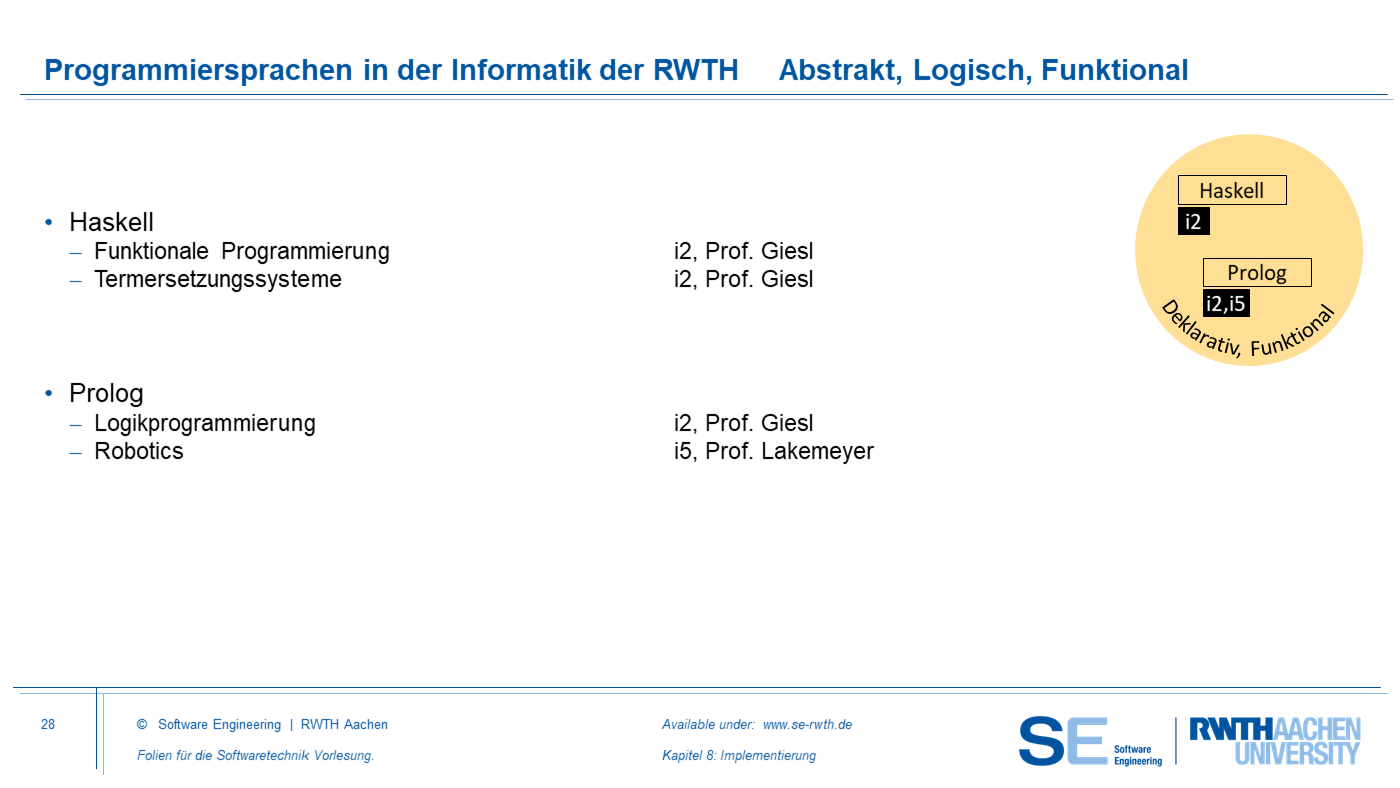 Programmiersprachen in der Informatik der RWTH Abstrakt, Logisch, Funktional
• Haskell
– Funktionale Programmierung i2, Prof. Giesl
– Termersetzungssysteme i2, Prof. Giesl
• Prolog
– Logikprogrammierung i2, Prof. Giesl
– Robotics i5, Prof. Lakemeyer
Haskell
i2
Prolog
i2,i5
Deklarativ, Funktional
28
© Software Engineering | RWTH Aachen
Folien für die Softwaretechnik Vorlesung.
Available under: www.se-rwth.de
Kapitel 8: Implementierung
SE Software
Engineering
RWTHAACHEN
UNIVERSITY